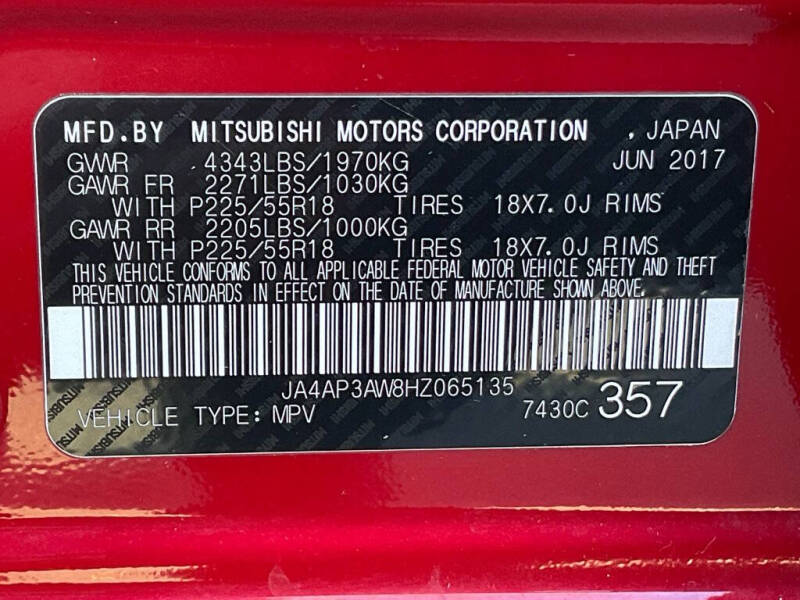 MFD.BY MITSUBISHI MOTORS CORPORATION , JAPAN
GVWR 4343LBS/1970KG JUN 2017
GAWR FR 2271LBS/1030KG
WITH P225/55R18 TIRES 18X7.0J RIMS
GAWR RR 2205LBS/1000KG
WITH P225/55R18 TIRES 18X7.0J RIMS
THIS VEHICLE CONFORMS TO ALL APPLICABLE FEDERAL MOTOR VEHICLE SAFETY AND THEFT
PREVENTION STANDARDS IN EFFECT ON THE DATE OF MANUFACTURE SHOWN ABOVE.
JA4AP3AW8HZ065135
VEHICLE TYPE: MPV 7430C 357